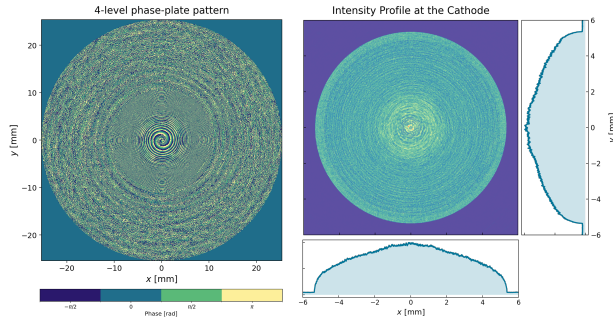 4-level phase-plate pattern
Intensity Profile at the Cathode
20
10
0
−10
−20
y [mm]
−20
−10
0
10
20
x [mm]
−π/2
0
π/2
π
Phase [rad]
6
4
2
0
−2
−4
−6
y [mm]
−6
−4
−2
0
2
4
6
x [mm]